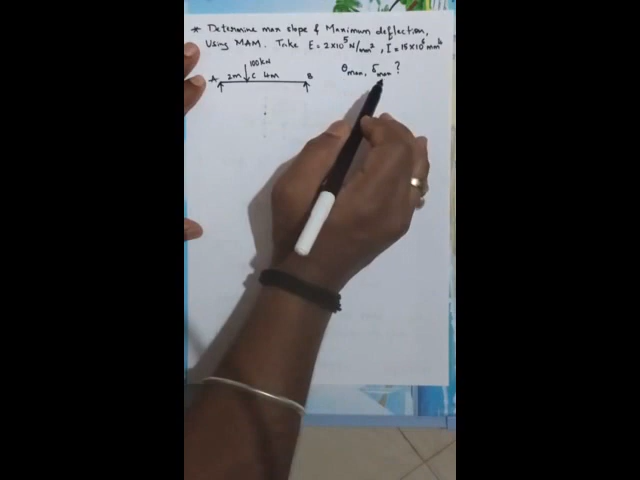 * Determine max slope & Maximum deflection,
Using MAM. Take E = 2×10⁵ N/mm², I = 15×10⁶ mm⁴
100kN
A 2m C 4m B
θmax, δmax ?